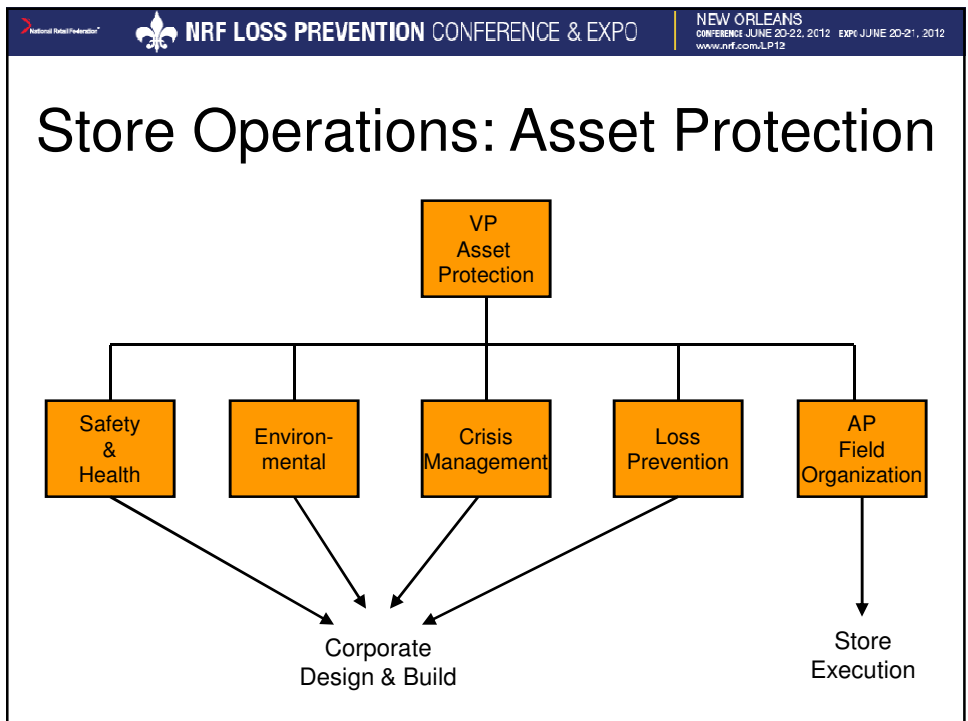 National Retail Federation™
NRF LOSS PREVENTION CONFERENCE & EXPO
NEW ORLEANS
CONFERENCE JUNE 20-22, 2012 EXPO JUNE 20-21, 2012
www.nrf.com/LP12
Store Operations: Asset Protection
VP
Asset
Protection
Safety
&
Health
Environ-
mental
Crisis
Management
Loss
Prevention
AP
Field
Organization
Corporate
Design & Build
Store
Execution